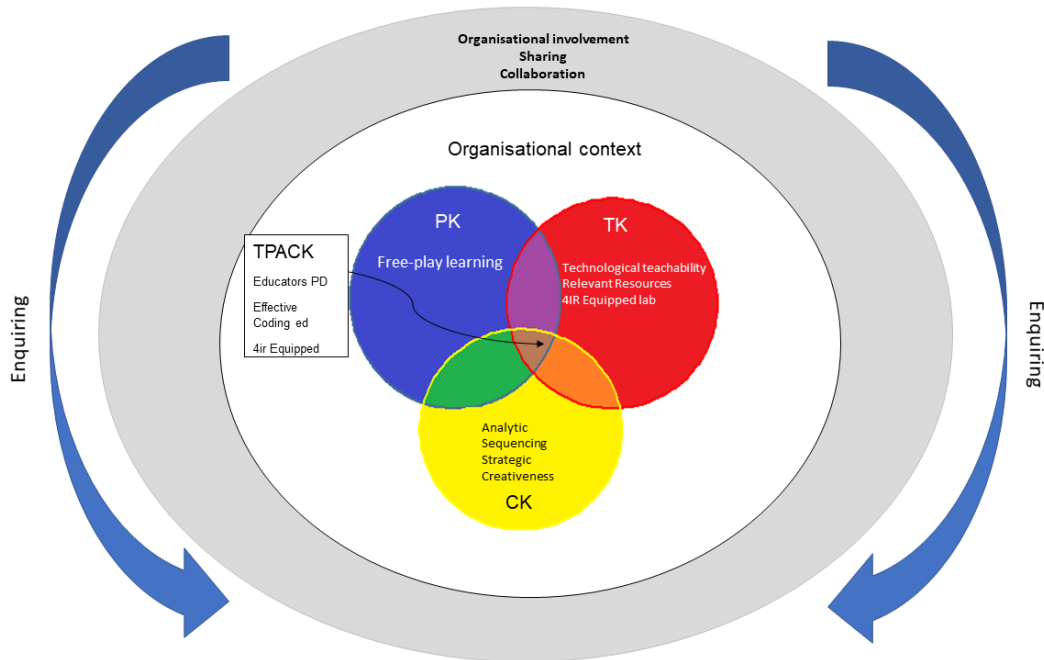 Organisational involvement
Sharing
Collaboration
Organisational context
PK
Free-play learning
TK
Technological teachability
Relevant Resources
4IR Equipped lab
TPACK
Educators PD
Effective
Coding ed
4ir Equipped
Analytic
Sequencing
Strategic
Creativeness
CK
Enquiring
Enquiring